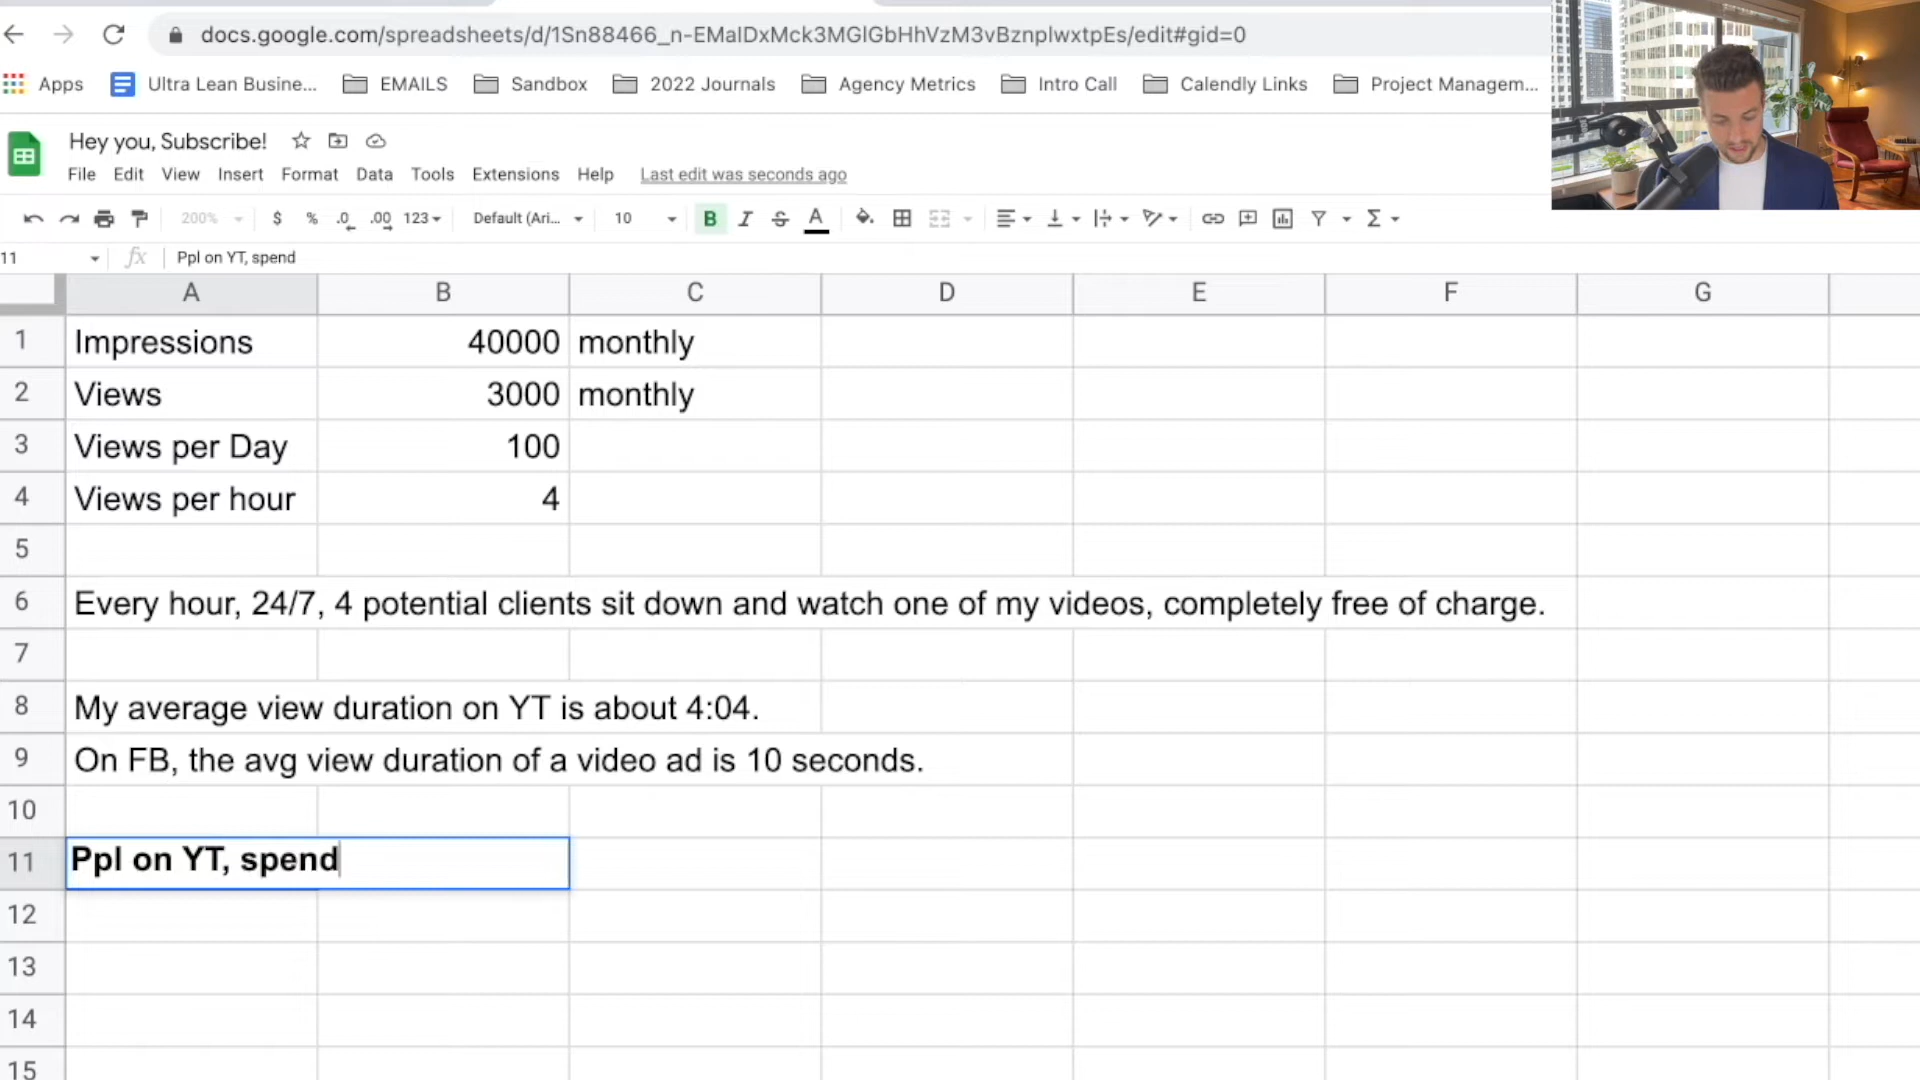 docs.google.com/spreadsheets/d/1Sn88466_n-EMalDxMck3MGlGbHhVzM3vBznplwxtpEs/edit#gid=0
Apps Ultra Lean Busine... EMAILS Sandbox 2022 Journals Agency Metrics Intro Call Calendly Links Project Managem...
Hey you, Subscribe!
File Edit View Insert Format Data Tools Extensions Help Last edit was seconds ago
200% $ % .0 .00 123 Default (Ari... 10 B I S A Σ
11 fx Ppl on YT, spend
A B C D E F G
1 Impressions 40000 monthly
2 Views 3000 monthly
3 Views per Day 100
4 Views per hour 4
5
6 Every hour, 24/7, 4 potential clients sit down and watch one of my videos, completely free of charge.
7
8 My average view duration on YT is about 4:04.
9 On FB, the avg view duration of a video ad is 10 seconds.
10
11 Ppl on YT, spend
12
13
14
15